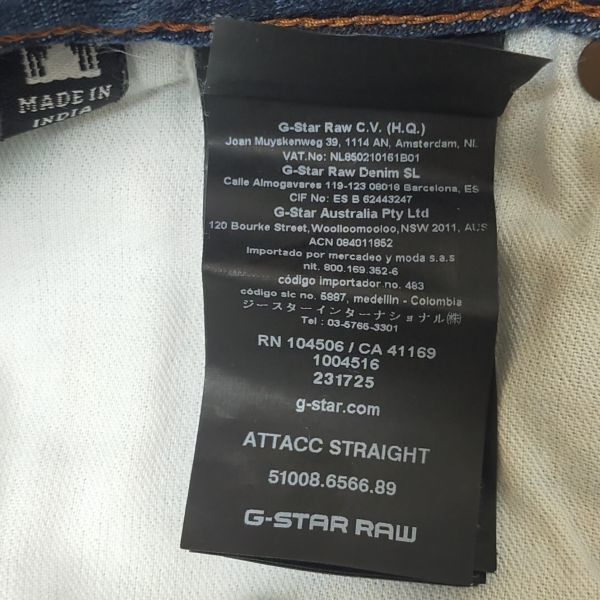 MADE IN
INDIA
G-Star Raw C.V. (H.Q.)
Joan Muyskenweg 39, 1114 AN, Amsterdam, NL
VAT.No: NL850210161B01
G-Star Raw Denim SL
Calle Almogavares 119-123 08018 Barcelona, ES
CIF No: ES B 62443247
G-Star Australia Pty Ltd
120 Bourke Street, Woolloomooloo, NSW 2011, AUS
ACN 084011852
Importado por mercadeo y moda s.a.s
nit. 800.169.352-6
código importador no. 483
código sic no. 5887, medellin - Colombia
ジースターインターナショナル(株)
Tel : 03-5765-3301
RN 104506 / CA 41169
1004516
231725
g-star.com
ATTACC STRAIGHT
51008.6566.89
G-STAR RAW